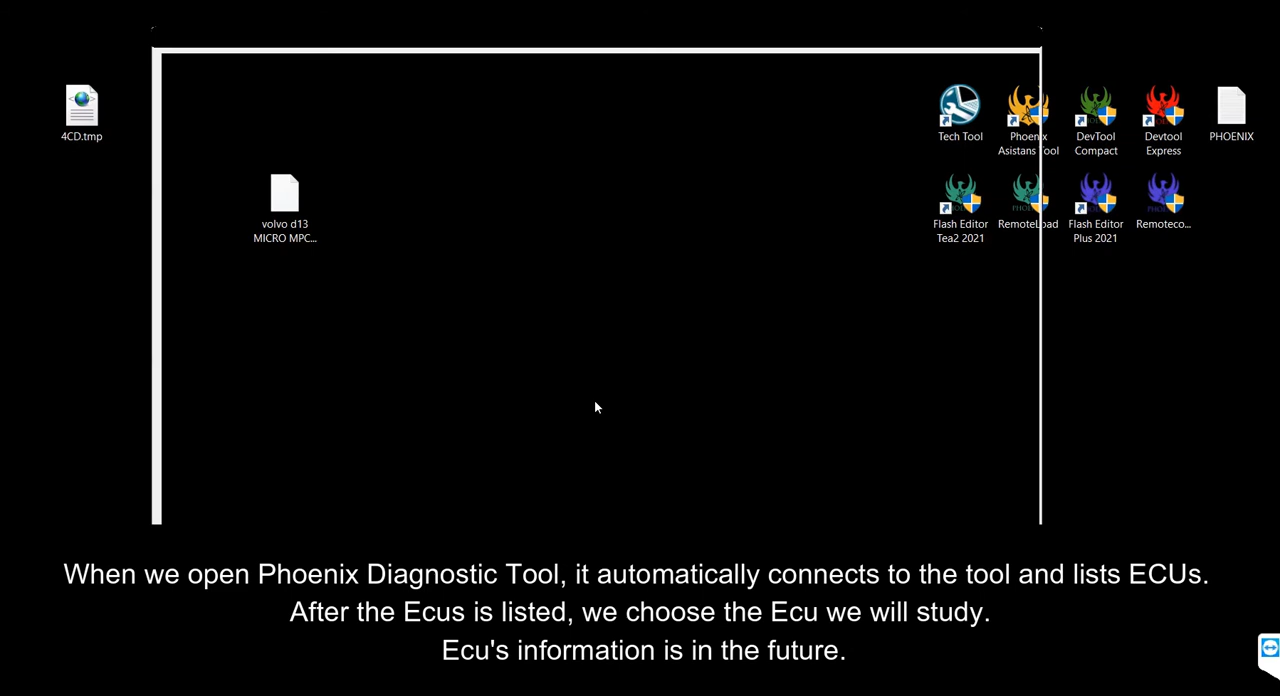 4CD.tmp
Tech Tool
Phoenix
Asistans Tool
DevTool
Compact
Devtool
Express
PHOENIX
volvo d13
MICRO MPC...
Flash Editor
Tea2 2021
RemoteLoad
Flash Editor
Plus 2021
Remoteco...
When we open Phoenix Diagnostic Tool, it automatically connects to the tool and lists ECUs.
After the Ecus is listed, we choose the Ecu we will study.
Ecu's information is in the future.